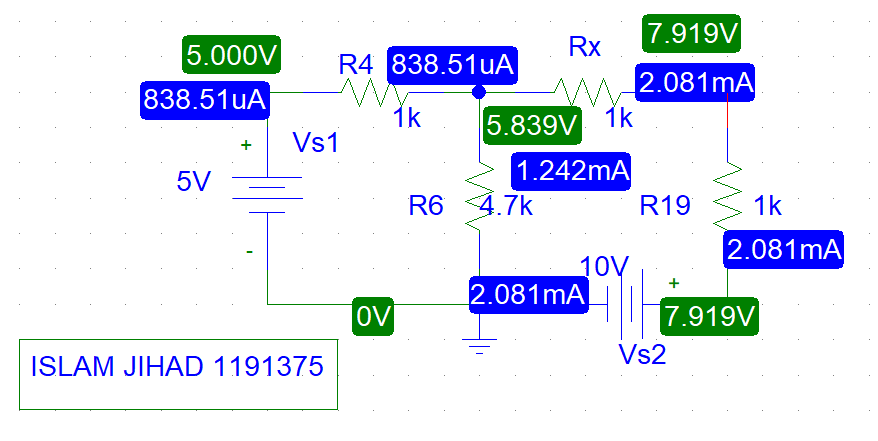 5.000V
7.919V
Rx
R4
838.51uA
2.081mA
838.51uA
1k
5.839V
1k
+
Vs1
5V
1.242mA
R6
4.7k
R19
1k
-
2.081mA
10V
+
2.081mA
0V
7.919V
Vs2
ISLAM JIHAD 1191375